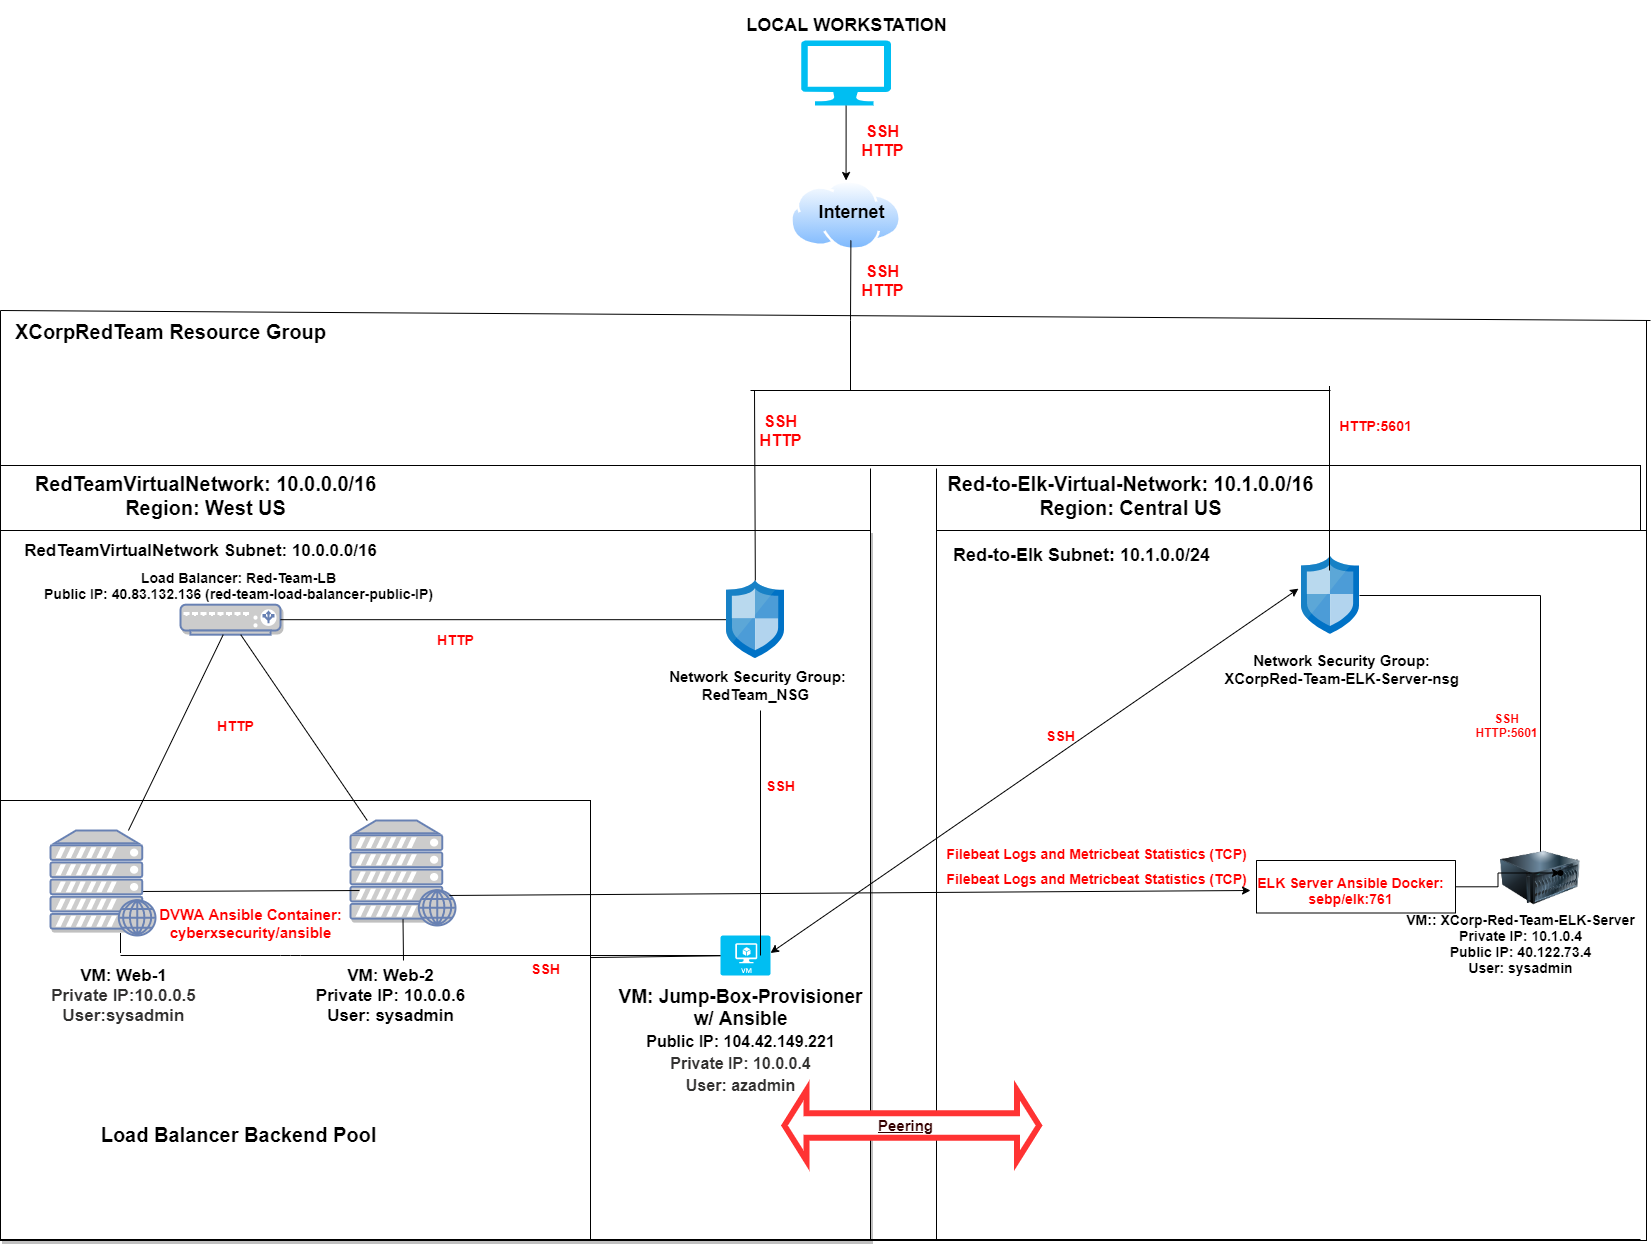 LOCAL WORKSTATION
SSH
HTTP
Internet
SSH
HTTP
XCorpRedTeam Resource Group
SSH
HTTP
HTTP:5601
RedTeamVirtualNetwork: 10.0.0.0/16
Region: West US
Red-to-Elk-Virtual-Network: 10.1.0.0/16
Region: Central US
RedTeamVirtualNetwork Subnet: 10.0.0.0/16
Load Balancer: Red-Team-LB
Public IP: 40.83.132.136 (red-team-load-balancer-public-IP)
HTTP
Network Security Group:
RedTeam_NSG
Red-to-Elk Subnet: 10.1.0.0/24
Network Security Group:
XCorpRed-Team-ELK-Server-nsg
HTTP
SSH
SSH
SSH
HTTP:5601
Filebeat Logs and Metricbeat Statistics (TCP)
Filebeat Logs and Metricbeat Statistics (TCP)
ELK Server Ansible Docker:
sebp/elk:761
DVWA Ansible Container:
cyberxsecurity/ansible
VM:: XCorp-Red-Team-ELK-Server
Private IP: 10.1.0.4
Public IP: 40.122.73.4
User: sysadmin
SSH
VM
VM: Web-1
Private IP:10.0.0.5
User:sysadmin
VM: Web-2
Private IP: 10.0.0.6
User: sysadmin
VM: Jump-Box-Provisioner
w/ Ansible
Public IP: 104.42.149.221
Private IP: 10.0.0.4
User: azadmin
Peering
Load Balancer Backend Pool